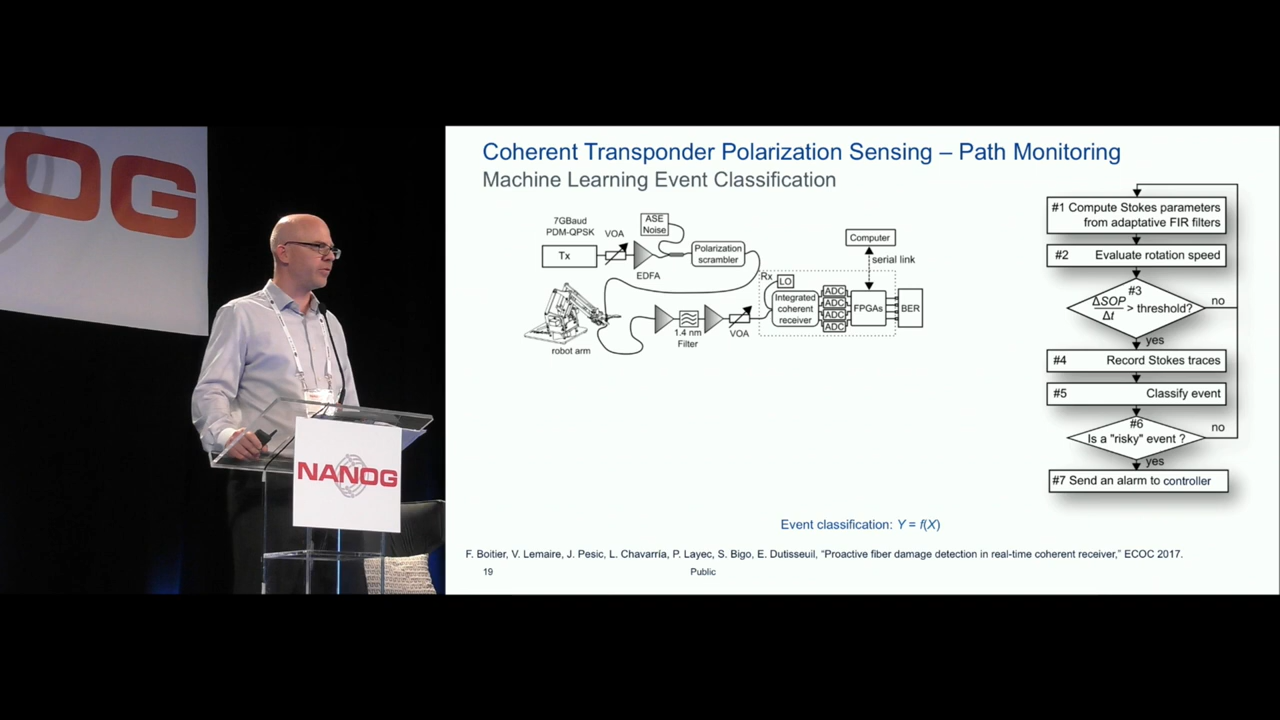 OG
NANOG
Coherent Transponder Polarization Sensing – Path Monitoring
Machine Learning Event Classification
7GBaud
PDM-QPSK
Tx
VOA
EDFA
ASE
Noise
Polarization
scrambler
robot arm
1.4 nm
Filter
VOA
Rx
LO
Integrated
coherent
receiver
ADC
ADC
ADC
ADC
FPGAs
BER
Computer
serial link
#1 Compute Stokes parameters
from adaptive FIR filters
#2 Evaluate rotation speed
#3
ΔSOP
Δt
> threshold?
no
yes
#4 Record Stokes traces
#5 Classify event
#6
Is a "risky" event ?
no
yes
#7 Send an alarm to controller
Event classification: Y = f(X)
F. Boitier, V. Lemaire, J. Pesic, L. Chavarría, P. Layec, S. Bigo, E. Dutisseuil, “Proactive fiber damage detection in real-time coherent receiver,” ECOC 2017.
19 Public